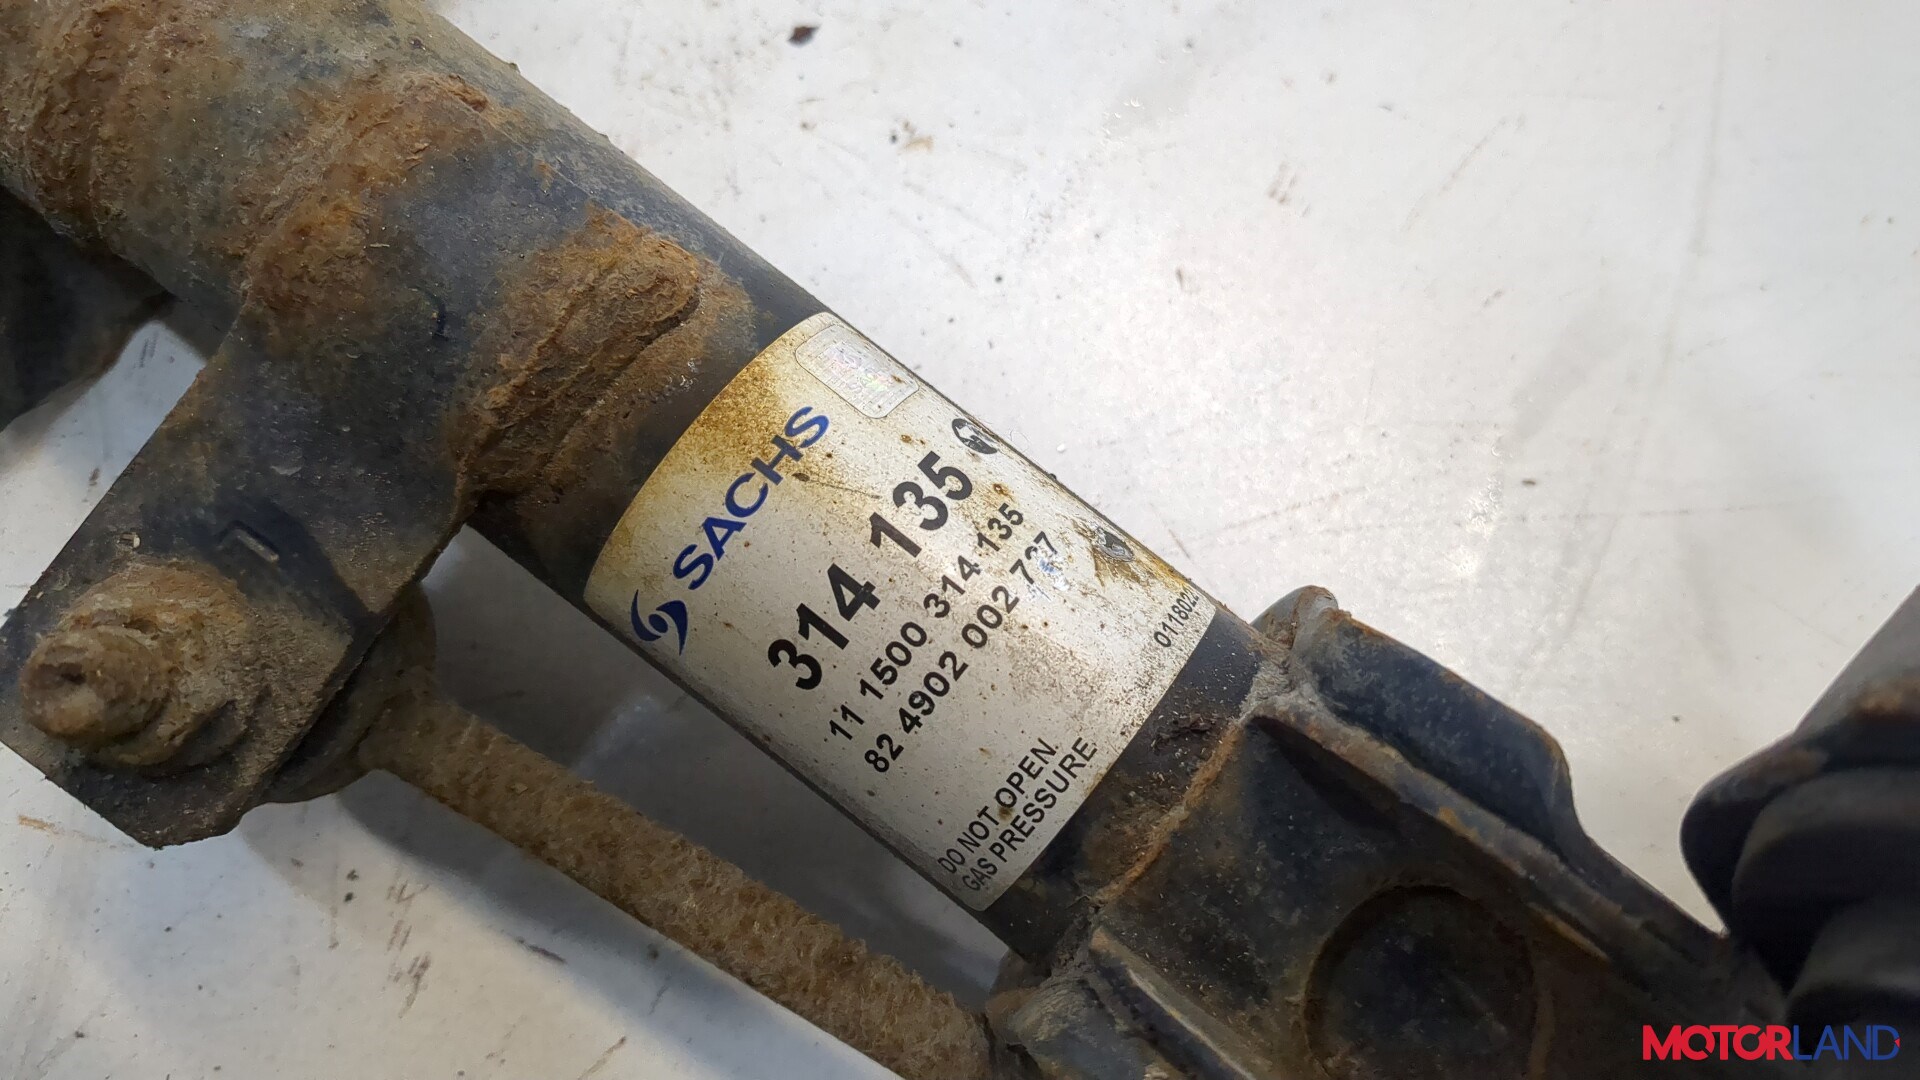 SACHS
314 135
11 1500 314 135
82 4902 002
DO NOT OPEN
GAS PRESSURE
MOTORLAND